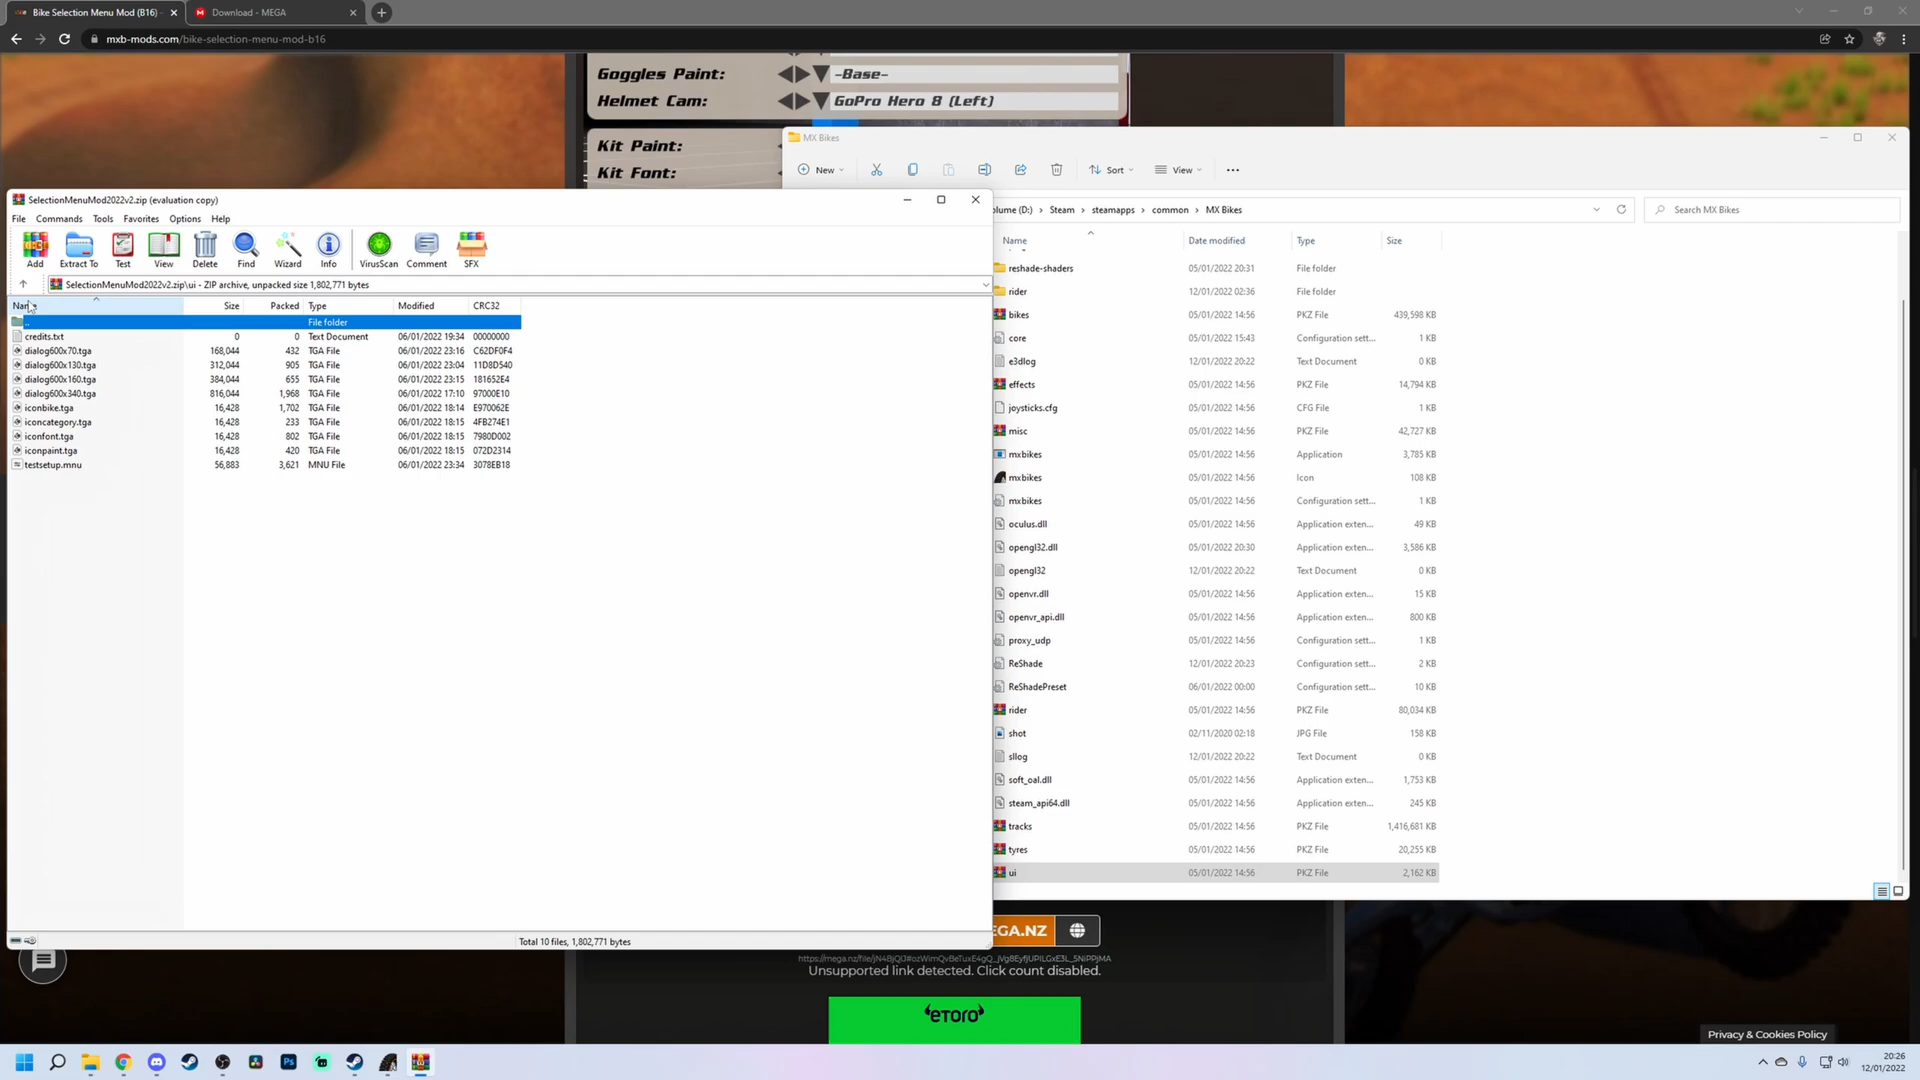 Bike Selection Menu Mod (B16)
Download - MEGA
mxb-mods.com/bike-selection-menu-mod-b16
Goggles Paint:
-Base-
Helmet Cam:
GoPro Hero 8 (Left)
Kit Paint:
Kit Font:
MX Bikes
New
Sort
View
Steam
steamapps
common
MX Bikes
Search MX Bikes
Name Date modified Type Size
reshade-shaders 05/01/2022 20:31 File folder
rider 12/01/2022 02:36 File folder
bikes 05/01/2022 14:56 PKZ File 439,598 KB
core 05/01/2022 15:43 Configuration sett... 1 KB
e3dlog 12/01/2022 20:22 Text Document 0 KB
effects 05/01/2022 14:56 PKZ File 14,794 KB
joysticks.cfg 05/01/2022 14:56 CFG File 1 KB
misc 05/01/2022 14:56 PKZ File 42,727 KB
mxbikes 05/01/2022 14:56 Application 3,785 KB
mxbikes 05/01/2022 14:56 Icon 108 KB
mxbikes 05/01/2022 14:56 Configuration sett... 1 KB
oculus.dll 05/01/2022 14:56 Application exten... 49 KB
opengl32.dll 05/01/2022 20:30 Application exten... 3,586 KB
opengl32 12/01/2022 20:22 Text Document 0 KB
openvr.dll 05/01/2022 14:56 Application exten... 15 KB
openvr_api.dll 05/01/2022 14:56 Application exten... 800 KB
proxy_udp 05/01/2022 14:56 Configuration sett... 1 KB
ReShade 12/01/2022 20:23 Configuration sett... 2 KB
ReShadePreset 06/01/2022 00:00 Configuration sett... 10 KB
rider 05/01/2022 14:56 PKZ File 80,034 KB
shot 02/11/2020 02:18 JPG File 158 KB
sllog 12/01/2022 20:22 Text Document 0 KB
soft_oal.dll 05/01/2022 14:56 Application exten... 1,753 KB
steam_api64.dll 05/01/2022 14:56 Application exten... 245 KB
tracks 05/01/2022 14:56 PKZ File 1,416,681 KB
tyres 05/01/2022 14:56 PKZ File 20,255 KB
ui 05/01/2022 14:56 PKZ File 2,162 KB
SelectionMenuMod2022v2.zip (evaluation copy)
File Commands Tools Favorites Options Help
Add Extract To Test View Delete Find Wizard Info VirusScan Comment SFX
SelectionMenuMod2022v2.zip\ui - ZIP archive, unpacked size 1,802,771 bytes
Name Size Packed Type Modified CRC32
.. File folder
credits.txt 0 0 Text Document 06/01/2022 19:34 00000000
dialog600x70.tga 168,044 432 TGA File 06/01/2022 23:16 C62DF0F4
dialog600x130.tga 312,044 905 TGA File 06/01/2022 23:04 11D8D540
dialog600x160.tga 384,044 655 TGA File 06/01/2022 23:15 181652E4
dialog600x340.tga 816,044 1,968 TGA File 06/01/2022 17:10 97000E10
iconbike.tga 16,428 1,702 TGA File 06/01/2022 18:14 E970062E
iconcategory.tga 16,428 233 TGA File 06/01/2022 18:15 4FB274E1
iconfont.tga 16,428 802 TGA File 06/01/2022 18:15 7980D002
iconpaint.tga 16,428 420 TGA File 06/01/2022 18:15 072D2314
testsetup.mnu 56,883 3,621 MNU File 06/01/2022 23:34 3078EB18
Total 10 files, 1,802,771 bytes
Unsupported link detected. Click count disabled.
eToro
Privacy & Cookies Policy
20:26
12/01/2022